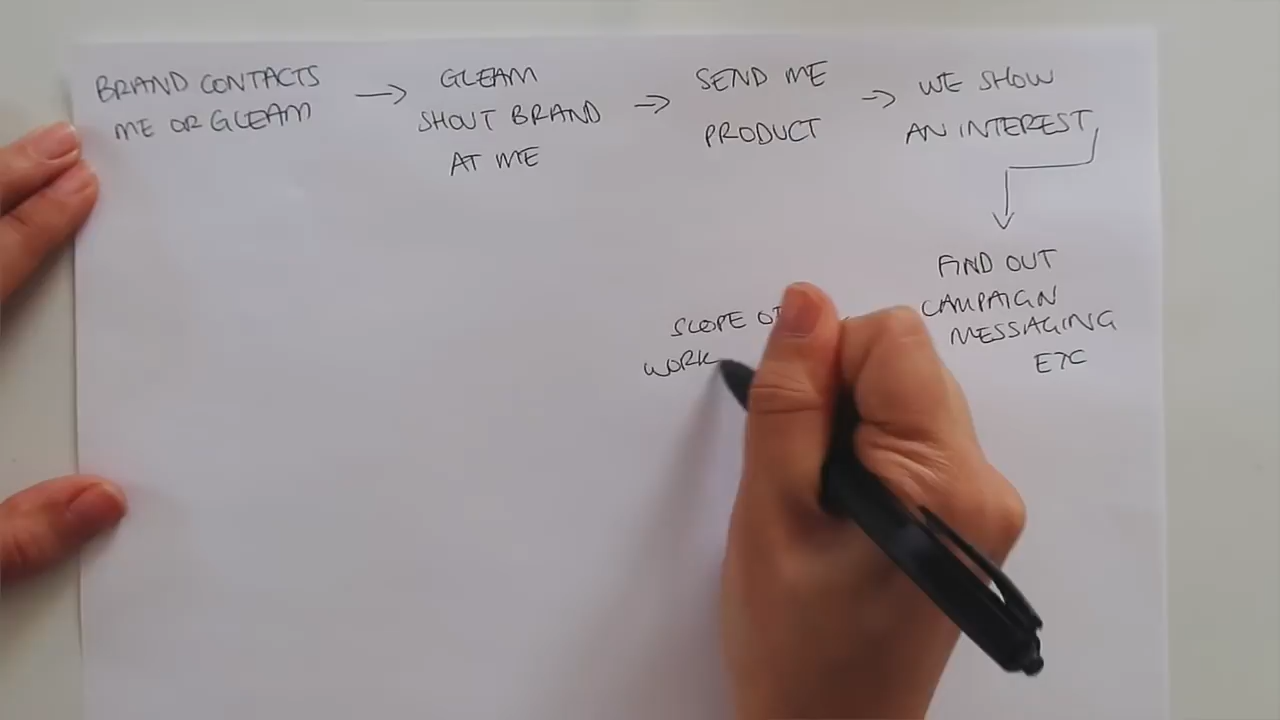 BRAND CONTACTS
ME OR GLEAM
GLEAM
SHOUT BRAND
AT ME
SEND ME
PRODUCT
WE SHOW
AN INTEREST
FIND OUT
CAMPAIGN
MESSAGING
ETC
SCOPE
WORK